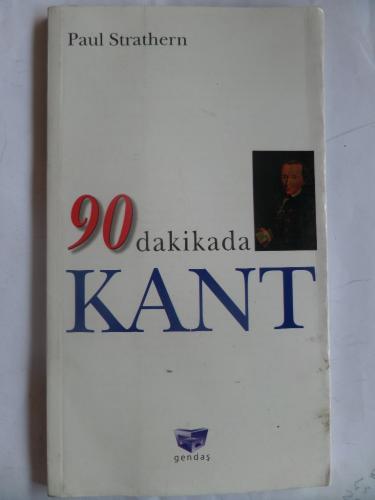 Paul Strathern
90 dakikada
KANT
gendaş